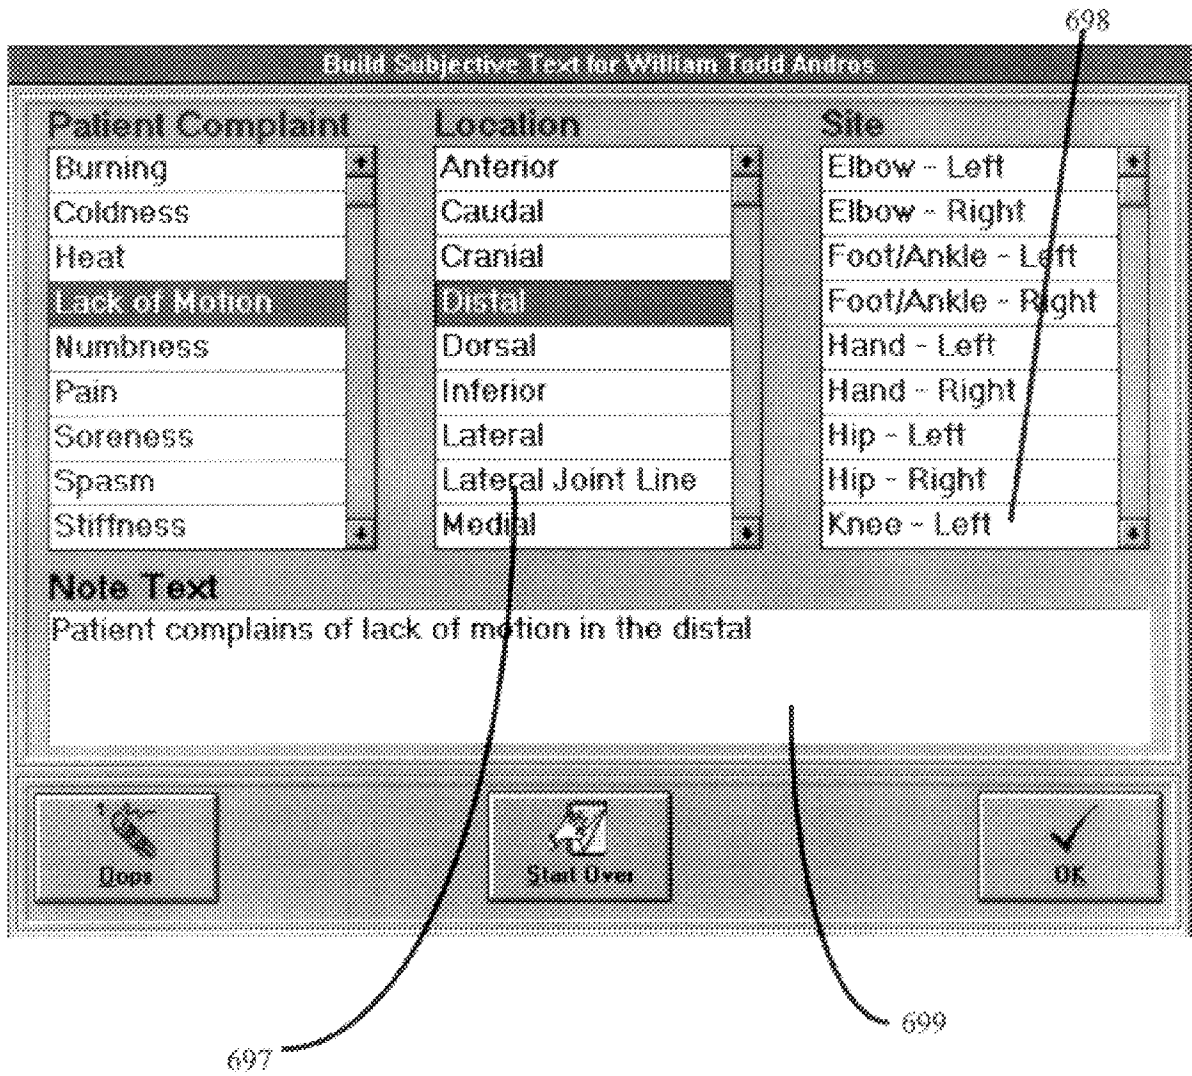 698
Build Subjective Text for William Todd Andros
Patient Complaint
Burning
Coldness
Heat
Lack of Motion
Numbness
Pain
Soreness
Spasm
Stiffness
Location
Anterior
Caudal
Cranial
Distal
Dorsal
Inferior
Lateral
Lateral Joint Line
Medial
Site
Elbow - Left
Elbow - Right
Foot/Ankle - Left
Foot/Ankle - Right
Hand - Left
Hand - Right
Hip - Left
Hip - Right
Knee - Left
Note Text
Patient complains of lack of motion in the distal
Oops
Start Over
OK
699
697